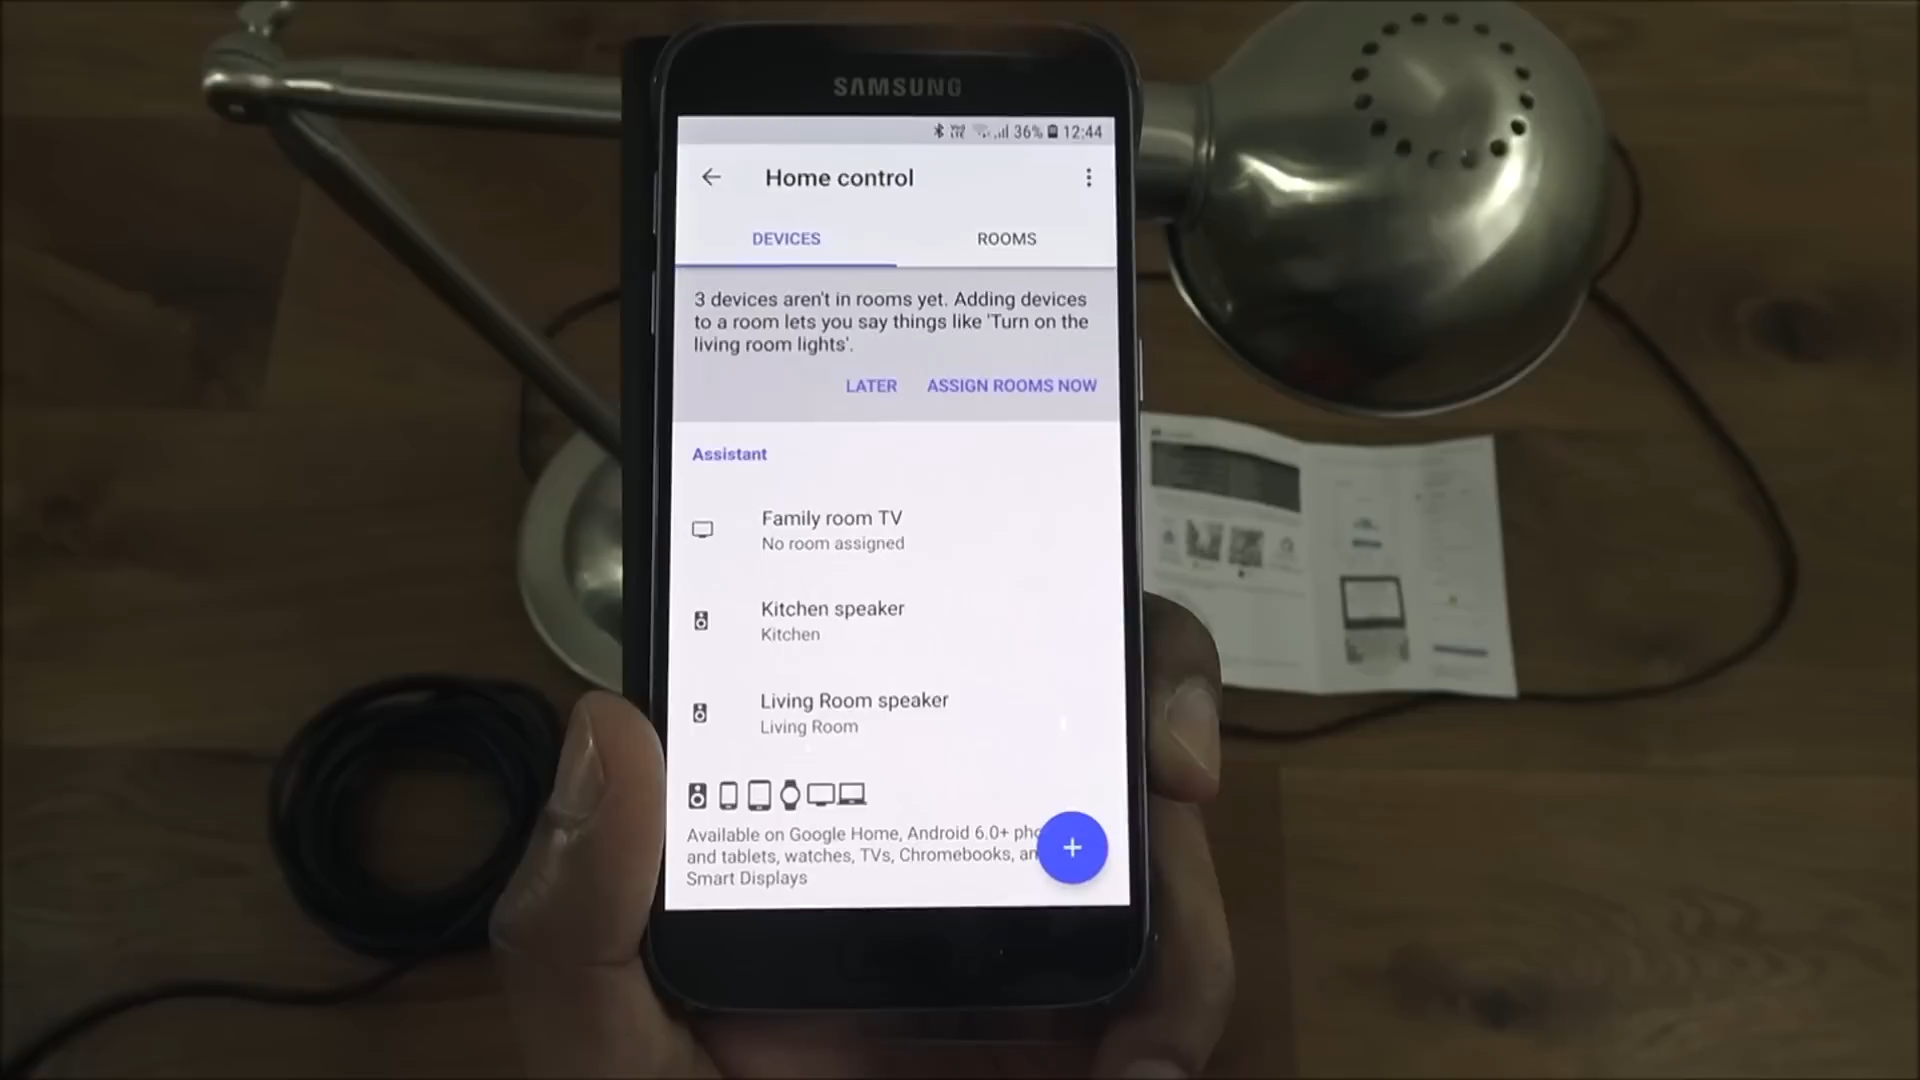 SAMSUNG
36% 12:44
Home control
DEVICES
ROOMS
3 devices aren't in rooms yet. Adding devices
to a room lets you say things like 'Turn on the
living room lights'.
LATER
ASSIGN ROOMS NOW
Assistant
Family room TV
No room assigned
Kitchen speaker
Kitchen
Living Room speaker
Living Room
Available on Google Home, Android 6.0+
and tablets, watches, TVs, Chromebooks,
Smart Displays